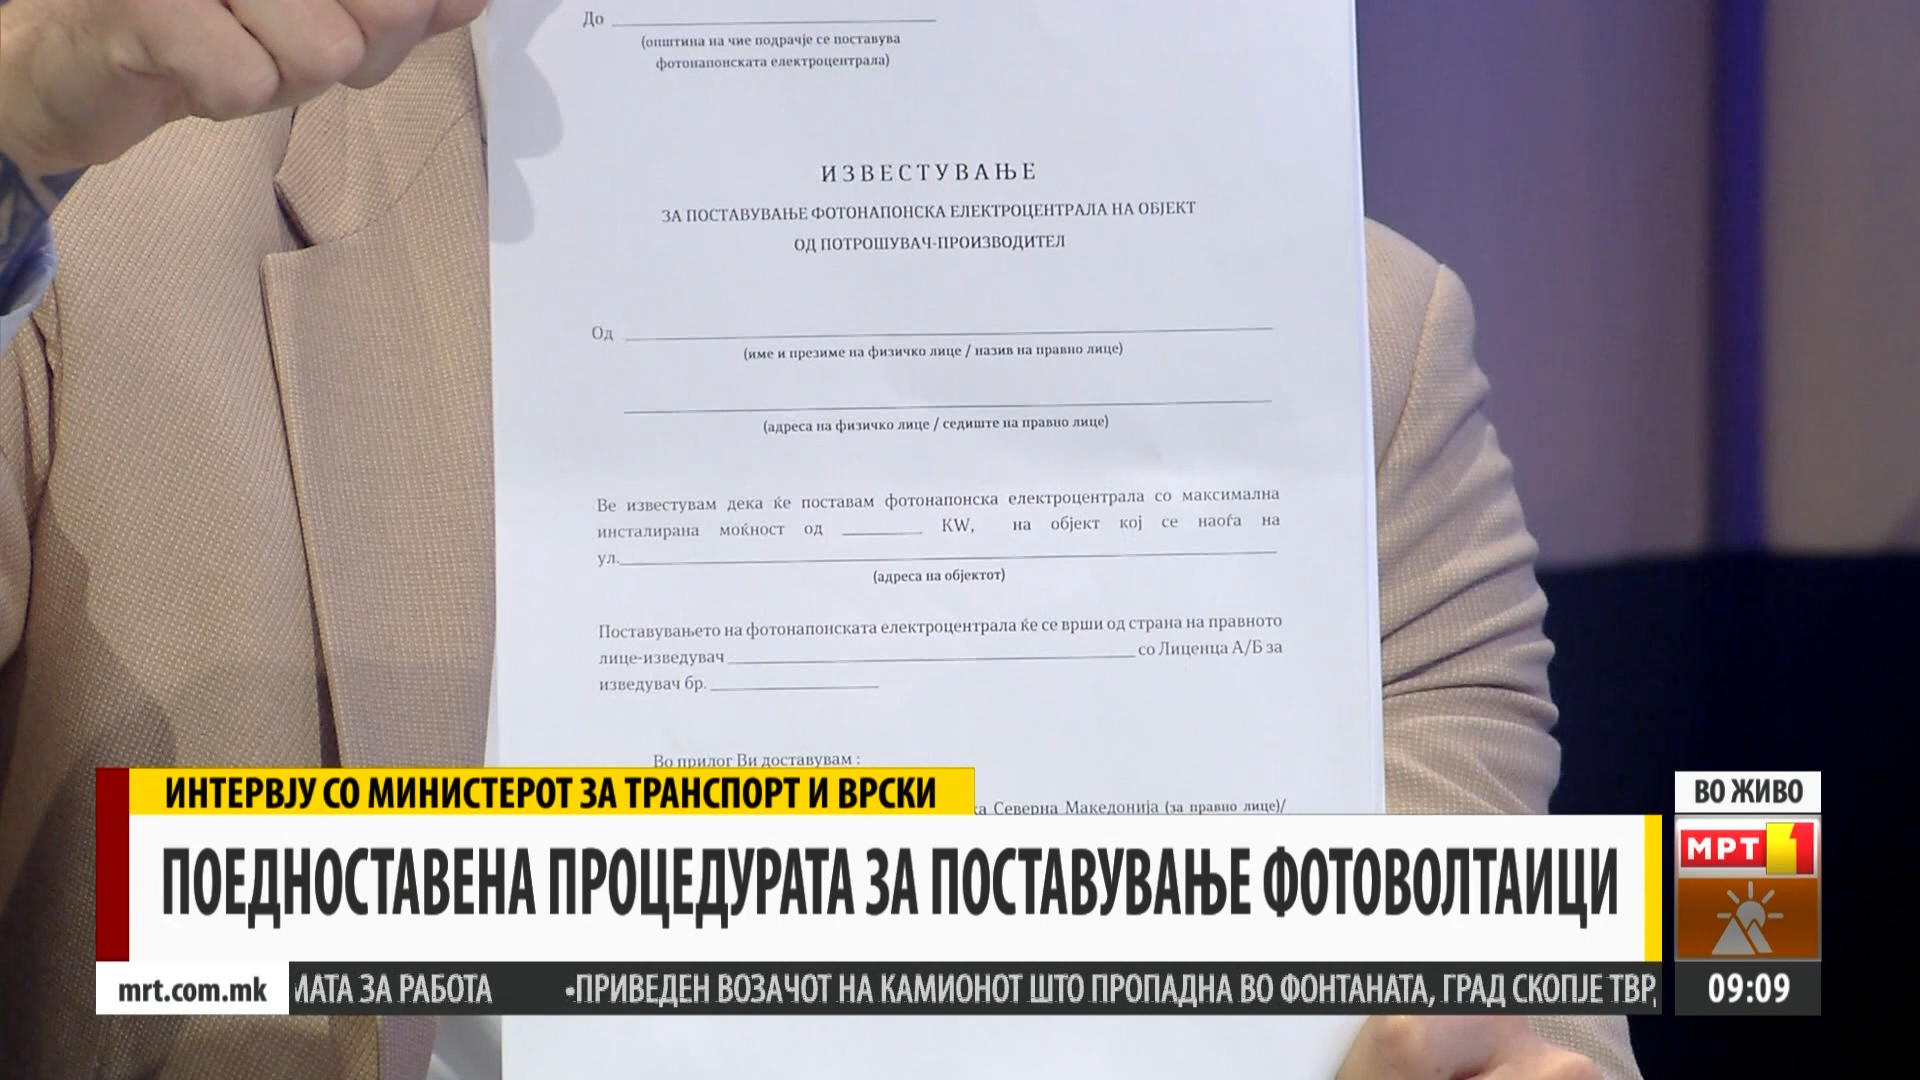 До
(општина на чие подрачје се поставува
фотонапонската електроцентрала)
ИЗВЕСТУВАЊЕ
ЗА ПОСТАВУВАЊЕ ФОТОНАПОНСКА ЕЛЕКТРОЦЕНТРАЛА НА ОБЈЕКТ
ОД ПОТРОШУВАЧ-ПРОИЗВОДИТЕЛ
Од
(име и презиме на физичко лице / назив на правно лице)
(адреса на физичко лице / седиште на правно лице)
Ве известувам дека ќе поставам фотонапонска електроцентрала со максимална
инсталирана моќност од ________ KW, на објект кој се наоѓа на
ул.
(адреса на објектот)
Поставувањето на фотонапонската електроцентрала ќе се врши од страна на правното
лице-изведувач ________ со Лиценца А/Б за
изведувач бр. ________
Во прилог Ви доставувам :
Северна Македонија (за правно лице)/
ИНТЕРВЈУ СО МИНИСТЕРОТ ЗА ТРАНСПОРТ И ВРСКИ
ПОЕДНОСТАВЕНА ПРОЦЕДУРАТА ЗА ПОСТАВУВАЊЕ ФОТОВОЛТАИЦИ
ВО ЖИВО
МРТ 1
09:09
mrt.com.mk
ЗА РАБОТА •ПРИВЕДЕН ВОЗАЧОТ НА КАМИОНОТ ШТО ПРОПАДНА ВО ФОНТАНАТА, ГРАД СКОПЈЕ